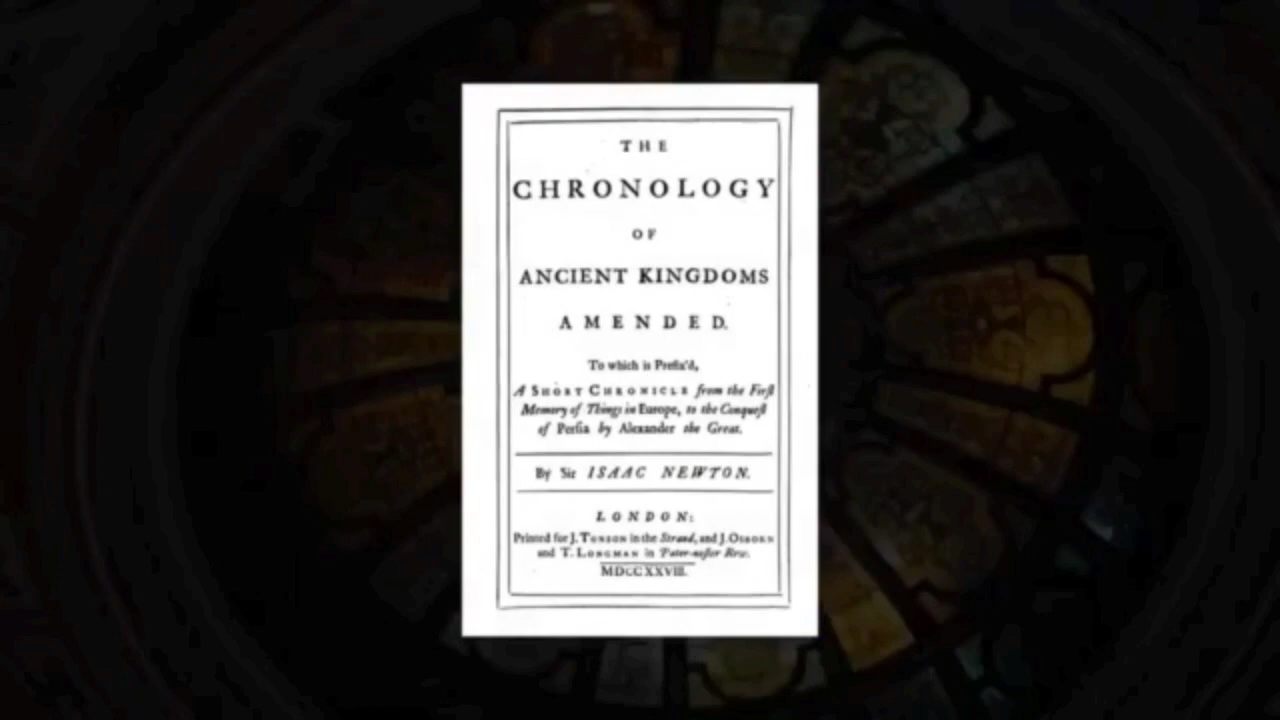 THE
CHRONOLOGY
OF
ANCIENT KINGDOMS
AMENDED.
To which is Prefix'd,
A SHORT CHRONICLE from the First
Memory of Things in Europe, to the Conquest
of Persia by Alexander the Great.
By Sir ISAAC NEWTON.
LONDON:
Printed for J. TONSON in the Strand, and J. OSBORN
and T. LONGMAN in Pater-noster Row.
MDCCXXVIII.